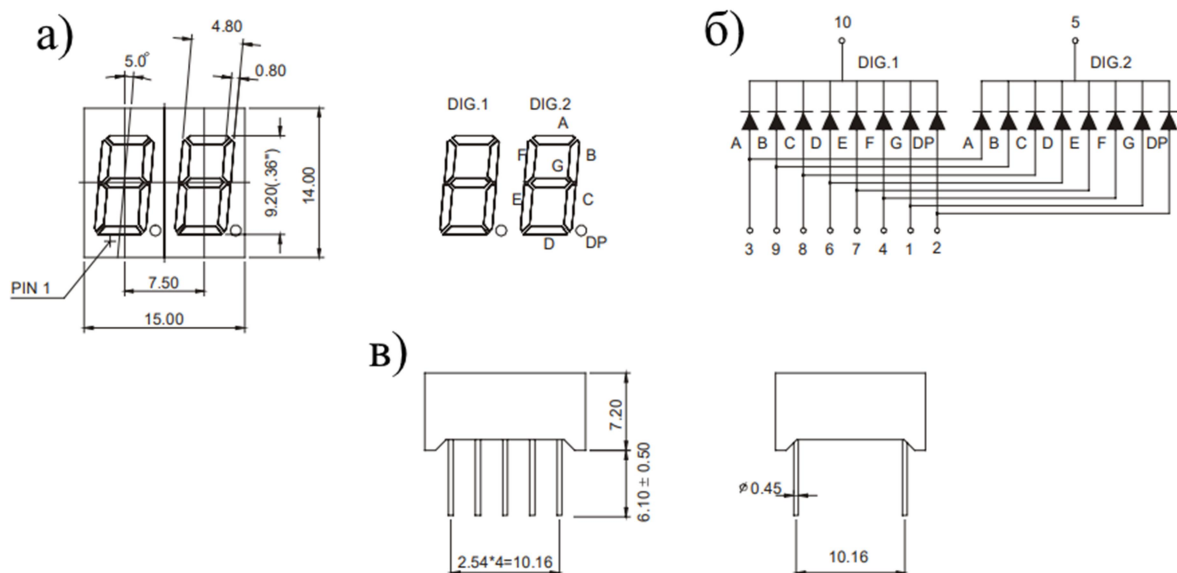 а)
4.80
5.0°
0.80
9.20(.36")
14.00
PIN 1
7.50
15.00
DIG.1 DIG.2
A
F B
G
E C
D DP
б)
10 5
DIG.1 DIG.2
A B C D E F G DP A B C D E F G DP
3 9 8 6 7 4 1 2
в)
7.20
6.10 ± 0.50
2.54*4=10.16
ø0.45
10.16